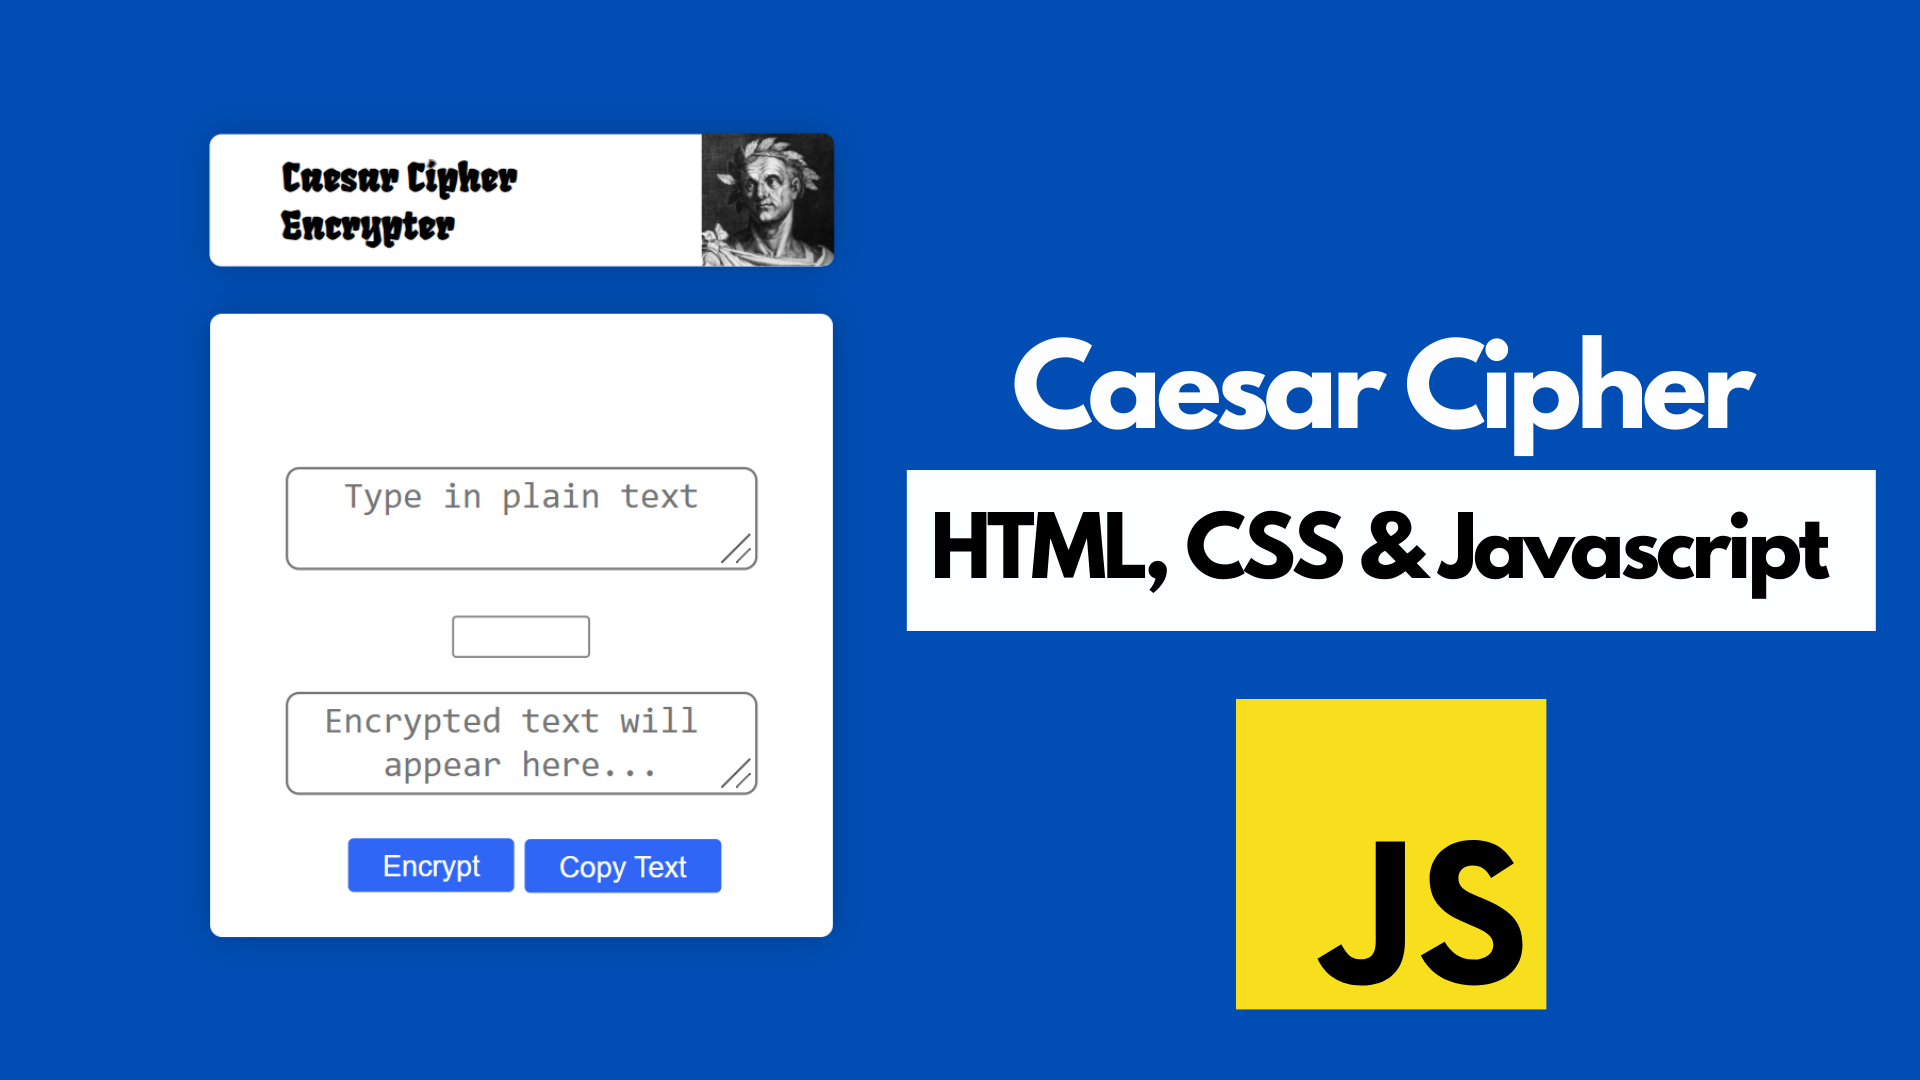 Caesar Cipher
Encrypter
Type in plain text
Encrypted text will
appear here...
Encrypt
Copy Text
Caesar Cipher
HTML, CSS & Javascript
JS